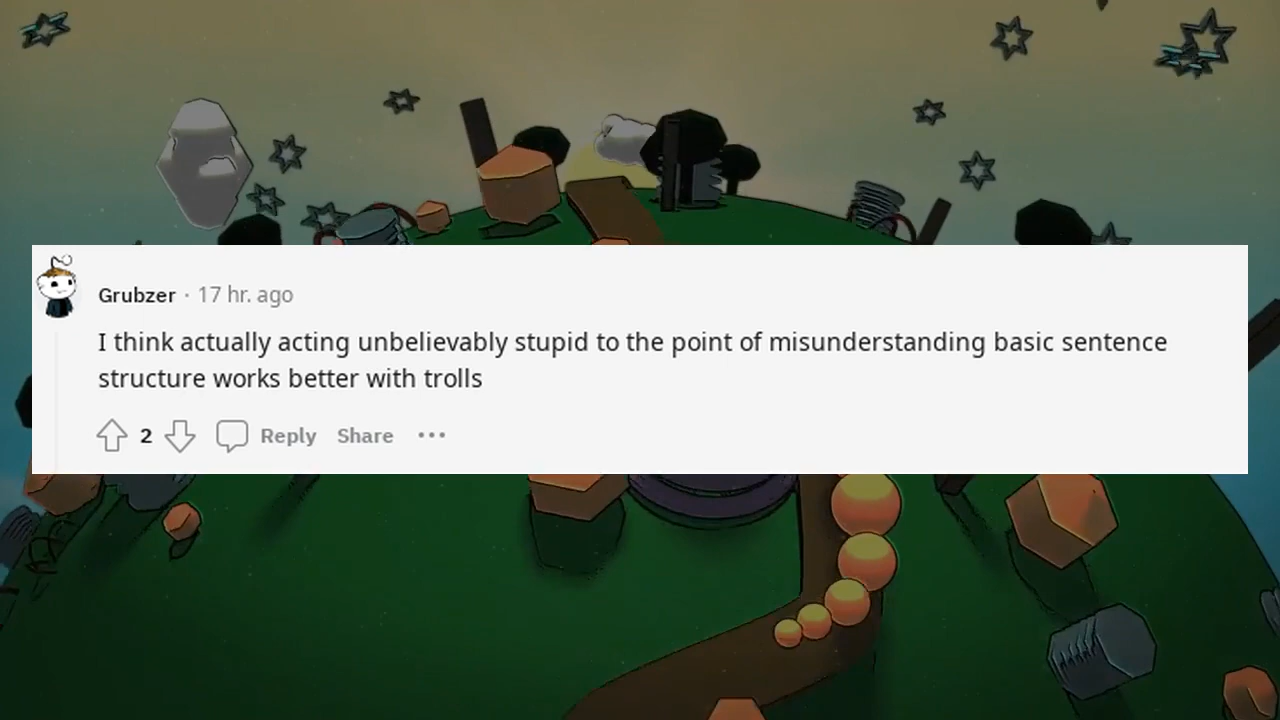 Grubzer · 17 hr. ago
I think actually acting unbelievably stupid to the point of misunderstanding basic sentence
structure works better with trolls
2 Reply Share ···